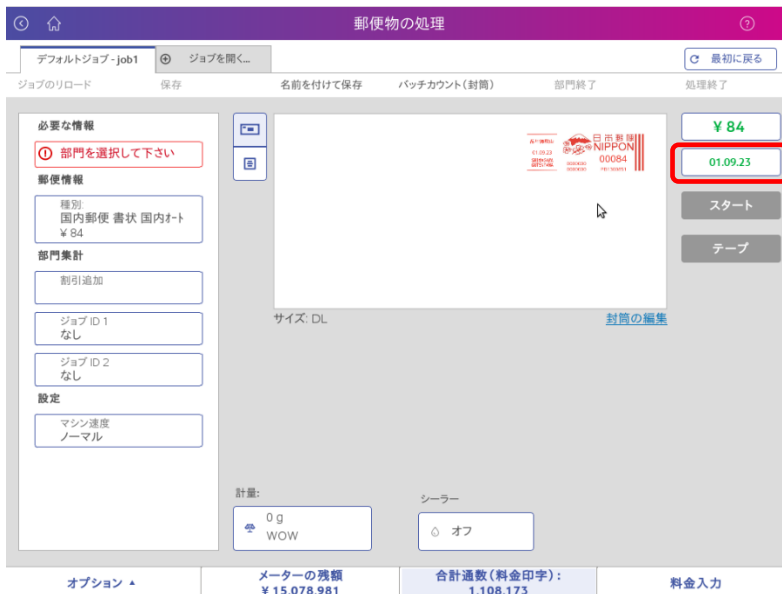 郵便物の処理
デフォルトジョブ - job1
ジョブを開く...
最初に戻る
ジョブのリロード
保存
名前を付けて保存
バッチカウント(封筒)
部門終了
処理終了
必要な情報
部門を選択して下さい
郵便情報
種別:
国内郵便 書状 国内オート
¥ 84
部門集計
割引追加
ジョブ ID 1
なし
ジョブ ID 2
なし
設定
マシン速度
ノーマル
01.09.23
NIPPON
00084
サイズ: DL
封筒の編集
¥ 84
01.09.23
スタート
テープ
計量:
0 g
WOW
シーラー
オフ
オプション ▲
メーターの残額
¥ 15,078,981
合計通数(料金印字):
1,108,173
料金入力